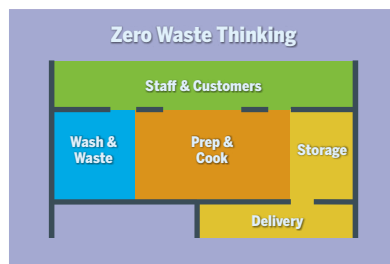 Zero Waste Thinking
Staff & Customers
Wash &
Waste
Prep &
Cook
Storage
Delivery